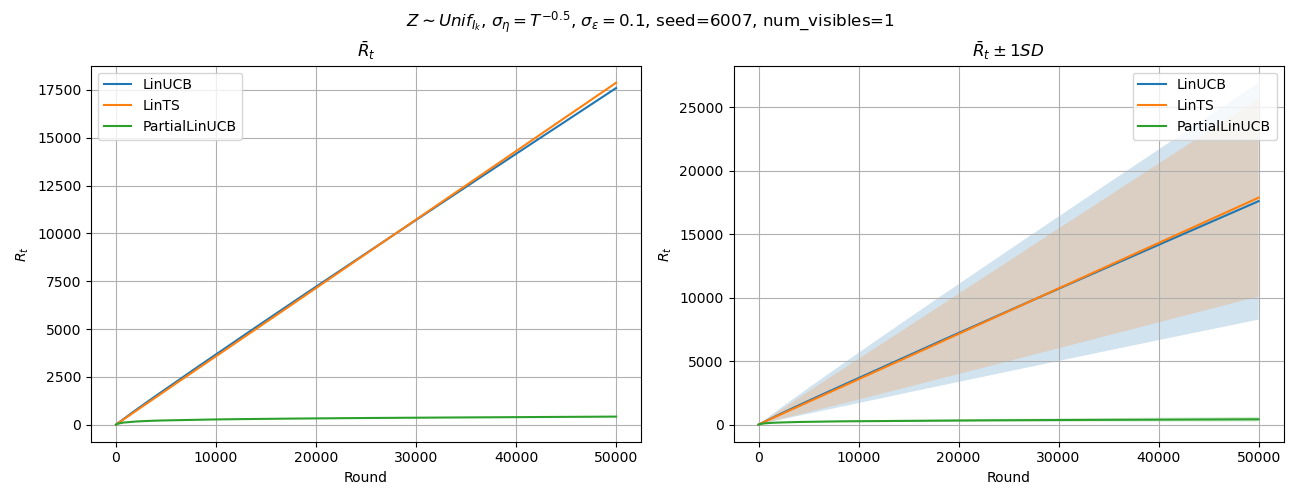 Z ∼ Unif_{I_k}, σ_η = T^{−0.5}, σ_ε = 0.1, seed=6007, num_visibles=1
R̄_t
LinUCB
LinTS
PartialLinUCB
17500
15000
12500
10000
7500
5000
2500
0
R_t
0 10000 20000 30000 40000 50000
Round
R̄_t ± 1SD
LinUCB
LinTS
PartialLinUCB
25000
20000
15000
10000
5000
0
R_t
0 10000 20000 30000 40000 50000
Round